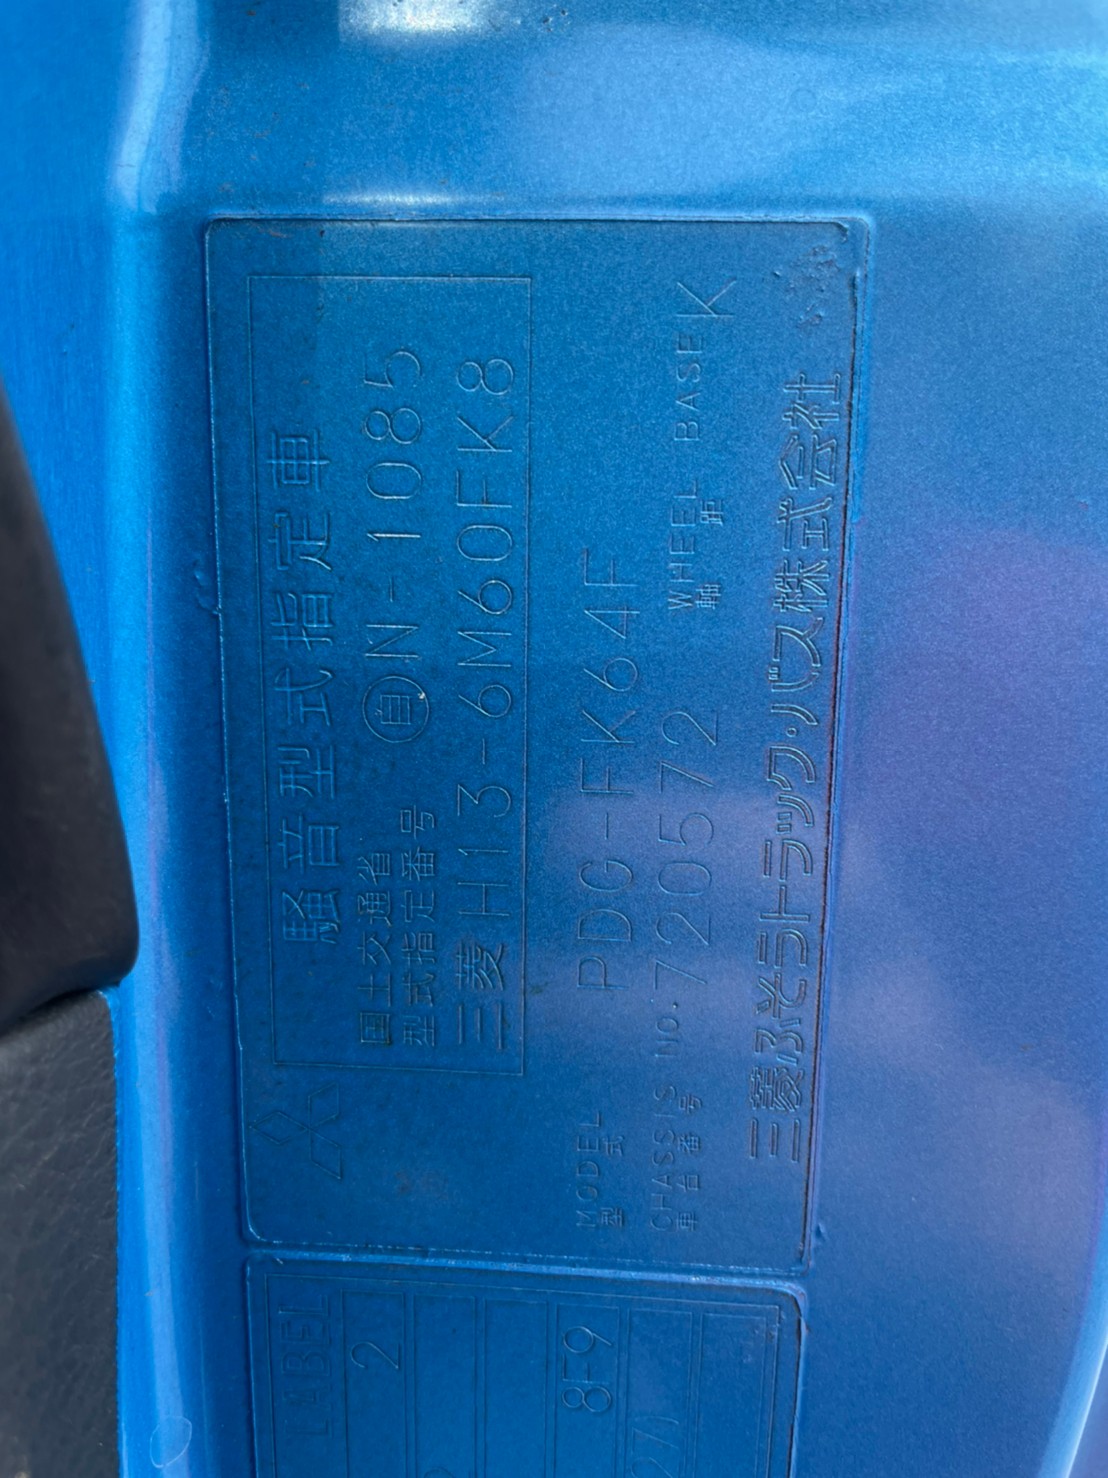 騒音型式指定車
国土交通省
型式指定番号
自N-1085
三菱 H13-6M60FK8
MODEL
型式
PDG-FK64F
CHASSIS NO.
車台番号
720572
WHEEL BASE
軸距
K
三菱ふそうトラック・バス株式会社
LABEL
2
8F9